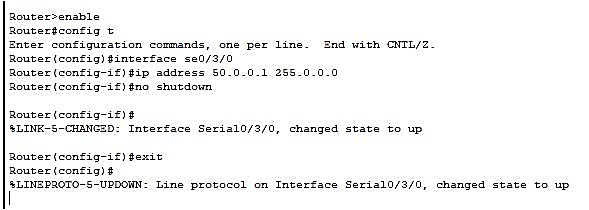 Router>enable
Router#config t
Enter configuration commands, one per line.  End with CNTL/Z.
Router(config)#interface se0/3/0
Router(config-if)#ip address 50.0.0.1 255.0.0.0
Router(config-if)#no shutdown
Router(config-if)#
%LINK-5-CHANGED: Interface Serial0/3/0, changed state to up
Router(config-if)#exit
Router(config)#
%LINEPROTO-5-UPDOWN: Line protocol on Interface Serial0/3/0, changed state to up